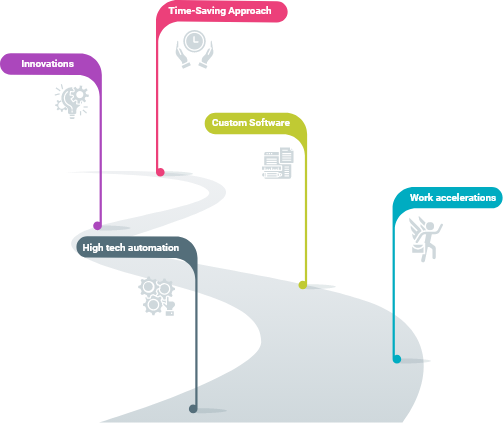 Time-Saving Approach
Innovations
Custom Software
Work accelerations
High tech automation